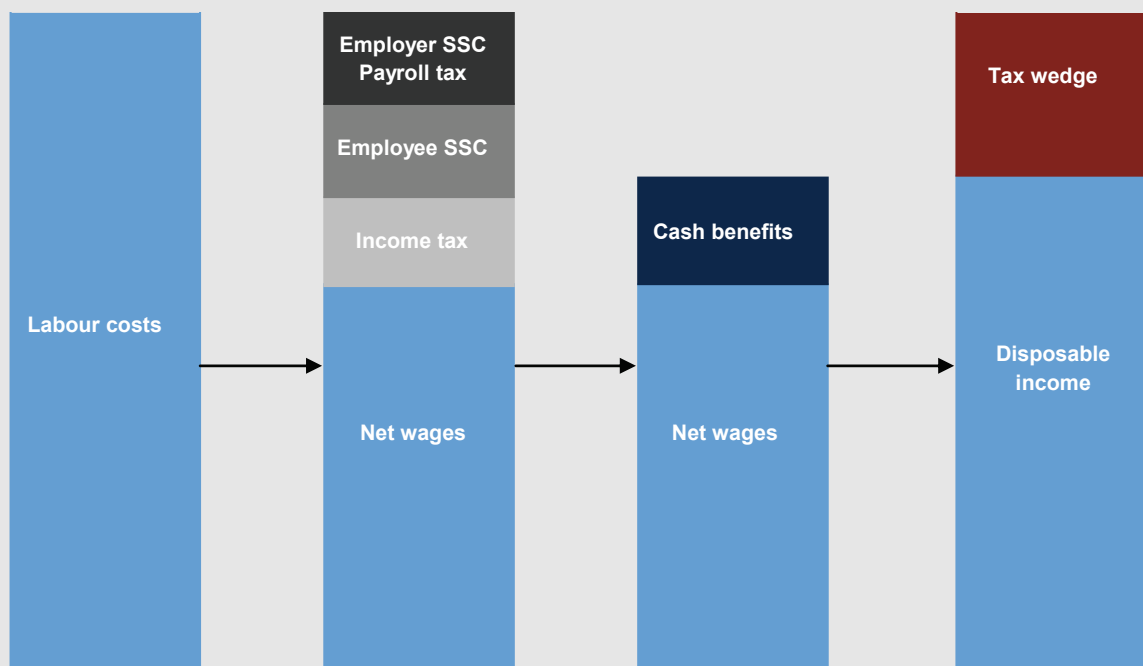 Labour costs
Employer SSC
Payroll tax
Employee SSC
Income tax
Net wages
Cash benefits
Net wages
Tax wedge
Disposable
income